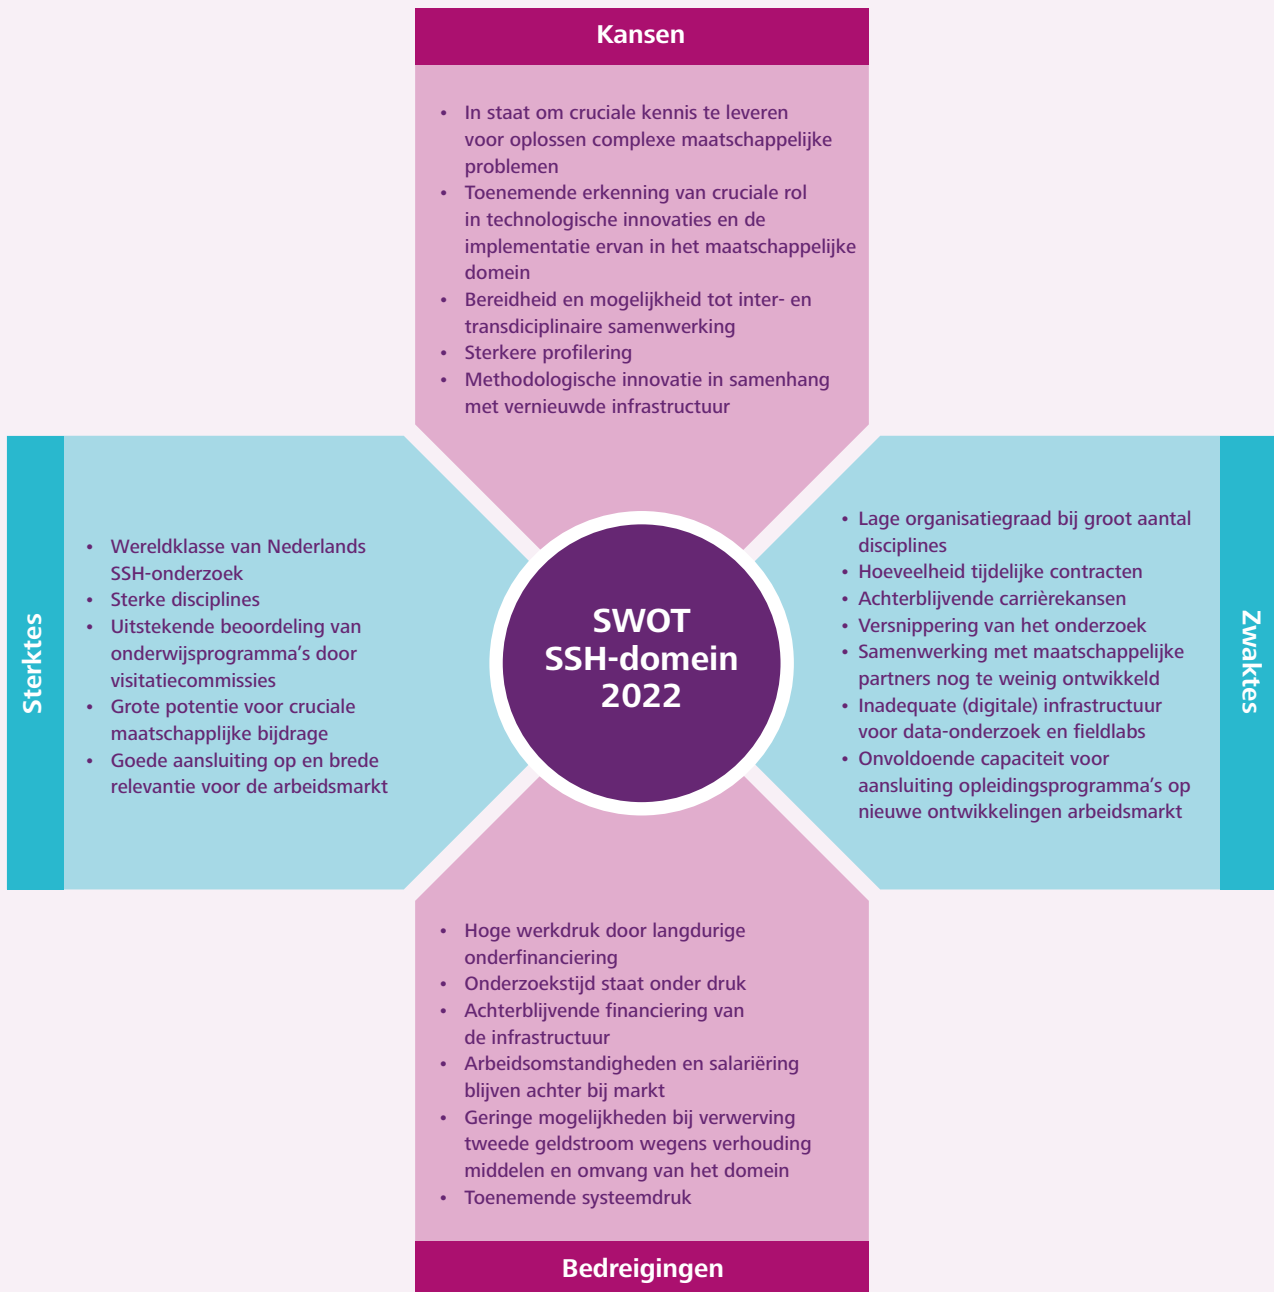 Kansen
• In staat om cruciale kennis te leveren
voor oplossen complexe maatschappelijke
problemen
• Toenemende erkenning van cruciale rol
in technologische innovaties en de
implementatie ervan in het maatschappelijke
domein
• Bereidheid en mogelijkheid tot inter- en
transdiciplinaire samenwerking
• Sterkere profilering
• Methodologische innovatie in samenhang
met vernieuwde infrastructuur
Sterktes
• Wereldklasse van Nederlands
SSH-onderzoek
• Sterke disciplines
• Uitstekende beoordeling van
onderwijsprogramma’s door
visitatiecommissies
• Grote potentie voor cruciale
maatschapplijke bijdrage
• Goede aansluiting op en brede
relevantie voor de arbeidsmarkt
SWOT
SSH-domein
2022
• Lage organisatiegraad bij groot aantal
disciplines
• Hoeveelheid tijdelijke contracten
• Achterblijvende carrièrekansen
• Versnippering van het onderzoek
• Samenwerking met maatschappelijke
partners nog te weinig ontwikkeld
• Inadequate (digitale) infrastructuur
voor data-onderzoek en fieldlabs
• Onvoldoende capaciteit voor
aansluiting opleidingsprogramma’s op
nieuwe ontwikkelingen arbeidsmarkt
Zwaktes
• Hoge werkdruk door langdurige
onderfinanciering
• Onderzoekstijd staat onder druk
• Achterblijvende financiering van
de infrastructuur
• Arbeidsomstandigheden en salariëring
blijven achter bij markt
• Geringe mogelijkheden bij verwerving
tweede geldstroom wegens verhouding
middelen en omvang van het domein
• Toenemende systeemdruk
Bedreigingen